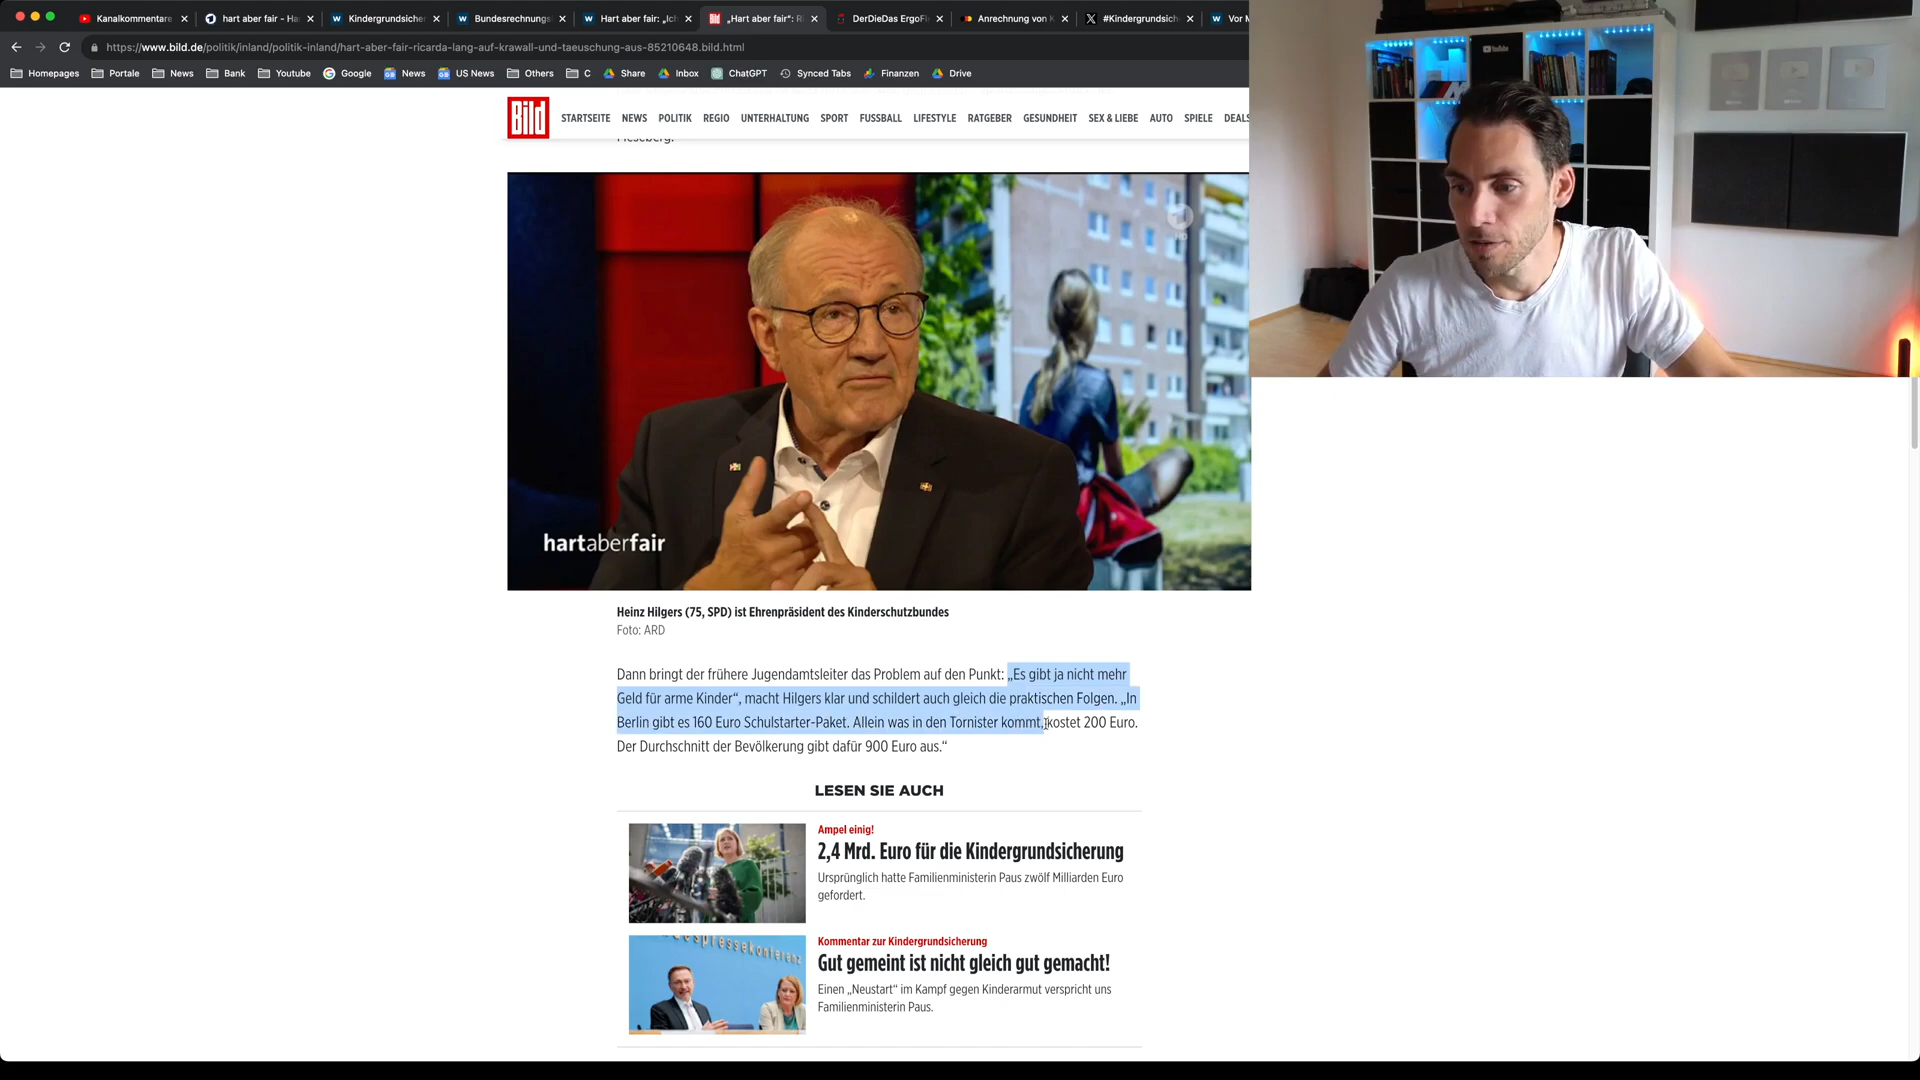 Kanalkommentare
hart aber fair - Ha
Kindergrundsicher
Bundesrechnungs
Hart aber fair: „Ich
„Hart aber fair“: Ri
DerDieDas ErgoFl
Anrechnung von K
#Kindergrundsich
Vor M
https://www.bild.de/politik/inland/politik-inland/hart-aber-fair-ricarda-lang-auf-krawall-und-taeuschung-aus-85210648.bild.html
Homepages
Portale
News
Bank
Youtube
Google
News
US News
Others
C
Share
Inbox
ChatGPT
Synced Tabs
Finanzen
Drive
Bild
STARTSEITE
NEWS
POLITIK
REGIO
UNTERHALTUNG
SPORT
FUSSBALL
LIFESTYLE
RATGEBER
GESUNDHEIT
SEX & LIEBE
AUTO
SPIELE
DEALS
YouTube
HD
hartaberfair
Heinz Hilgers (75, SPD) ist Ehrenpräsident des Kinderschutzbundes
Foto: ARD
Dann bringt der frühere Jugendamtsleiter das Problem auf den Punkt: „Es gibt ja nicht mehr
Geld für arme Kinder“, macht Hilgers klar und schildert auch gleich die praktischen Folgen. „In
Berlin gibt es 160 Euro Schulstarter-Paket. Allein was in den Tornister kommt, kostet 200 Euro.
Der Durchschnitt der Bevölkerung gibt dafür 900 Euro aus.“
LESEN SIE AUCH
Ampel einig!
2,4 Mrd. Euro für die Kindergrundsicherung
Ursprünglich hatte Familienministerin Paus zwölf Milliarden Euro
gefordert.
Kommentar zur Kindergrundsicherung
Gut gemeint ist nicht gleich gut gemacht!
Einen „Neustart“ im Kampf gegen Kinderarmut verspricht uns
Familienministerin Paus.